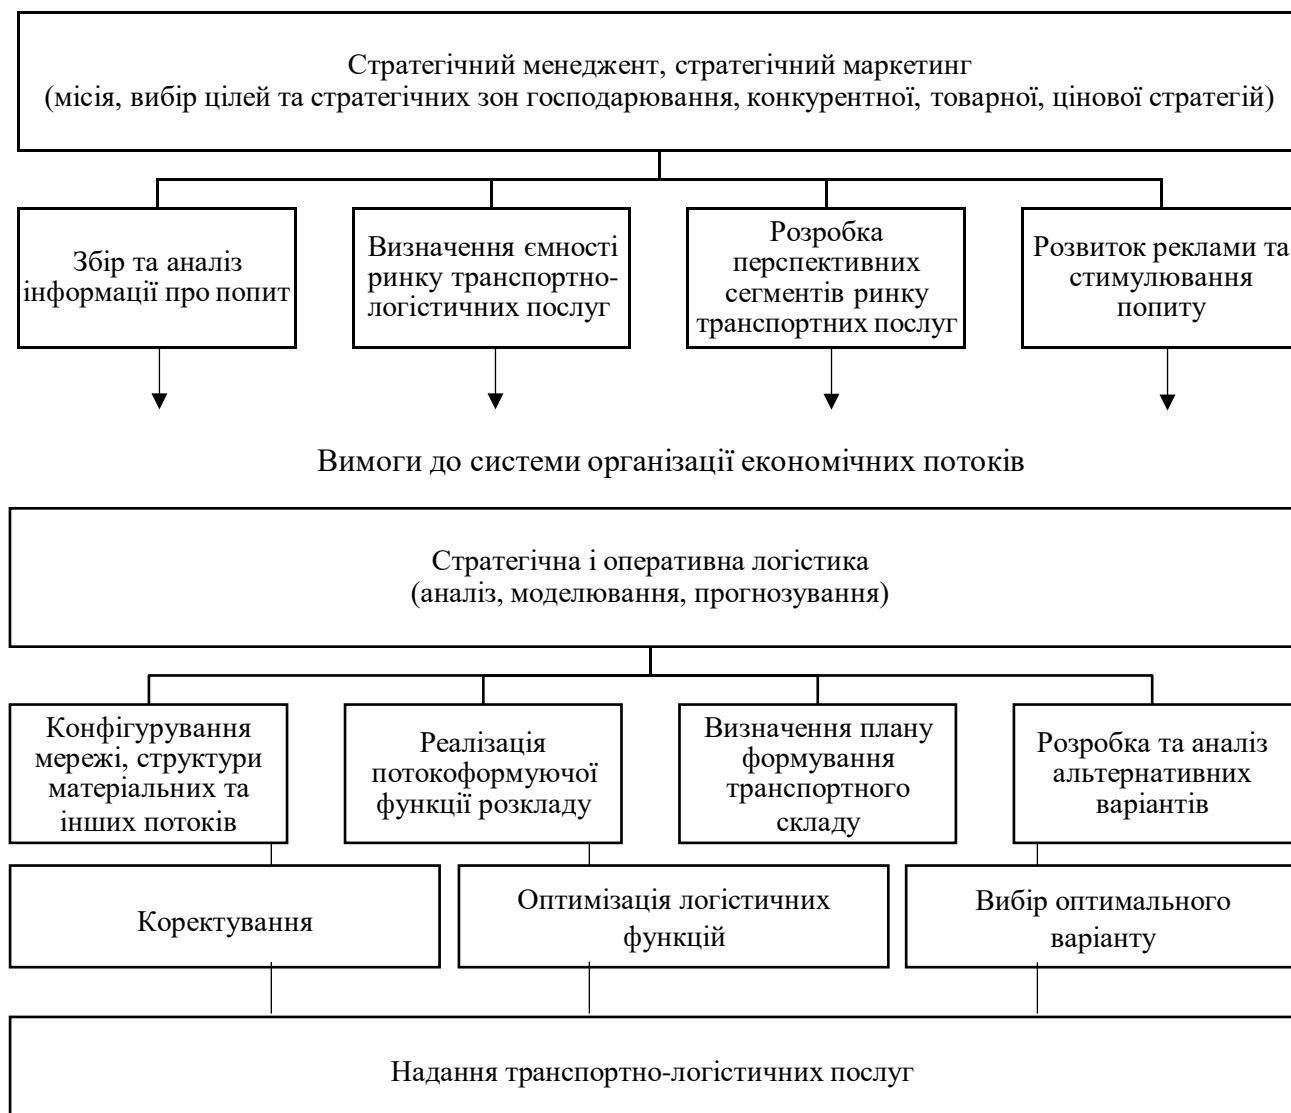 Стратегічний менеджент, стратегічний маркетинг
(місія, вибір цілей та стратегічних зон господарювання, конкурентної, товарної, цінової стратегій)
Збір та аналіз
інформації про попит
Визначення ємності
ринку транспортно-
логістичних послуг
Розробка
перспективних
сегментів ринку
транспортних послуг
Розвиток реклами та
стимулювання
попиту
Вимоги до системи організації економічних потоків
Стратегічна і оперативна логістика
(аналіз, моделювання, прогнозування)
Конфігурування
мережі, структури
матеріальних та
інших потоків
Реалізація
потокоформуючої
функції розкладу
Визначення плану
формування
транспортного
складу
Розробка та аналіз
альтернативних
варіантів
Коректування
Оптимізація логістичних
функцій
Вибір оптимального
варіанту
Надання транспортно-логістичних послуг